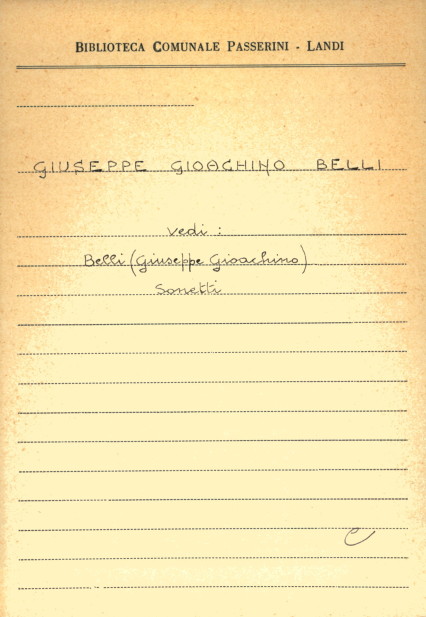 BIBLIOTECA COMUNALE PASSERINI - LANDI
GIUSEPPE GIOACHINO BELLI
vedi :
Belli (Giuseppe Gioachino)
Sonetti
C